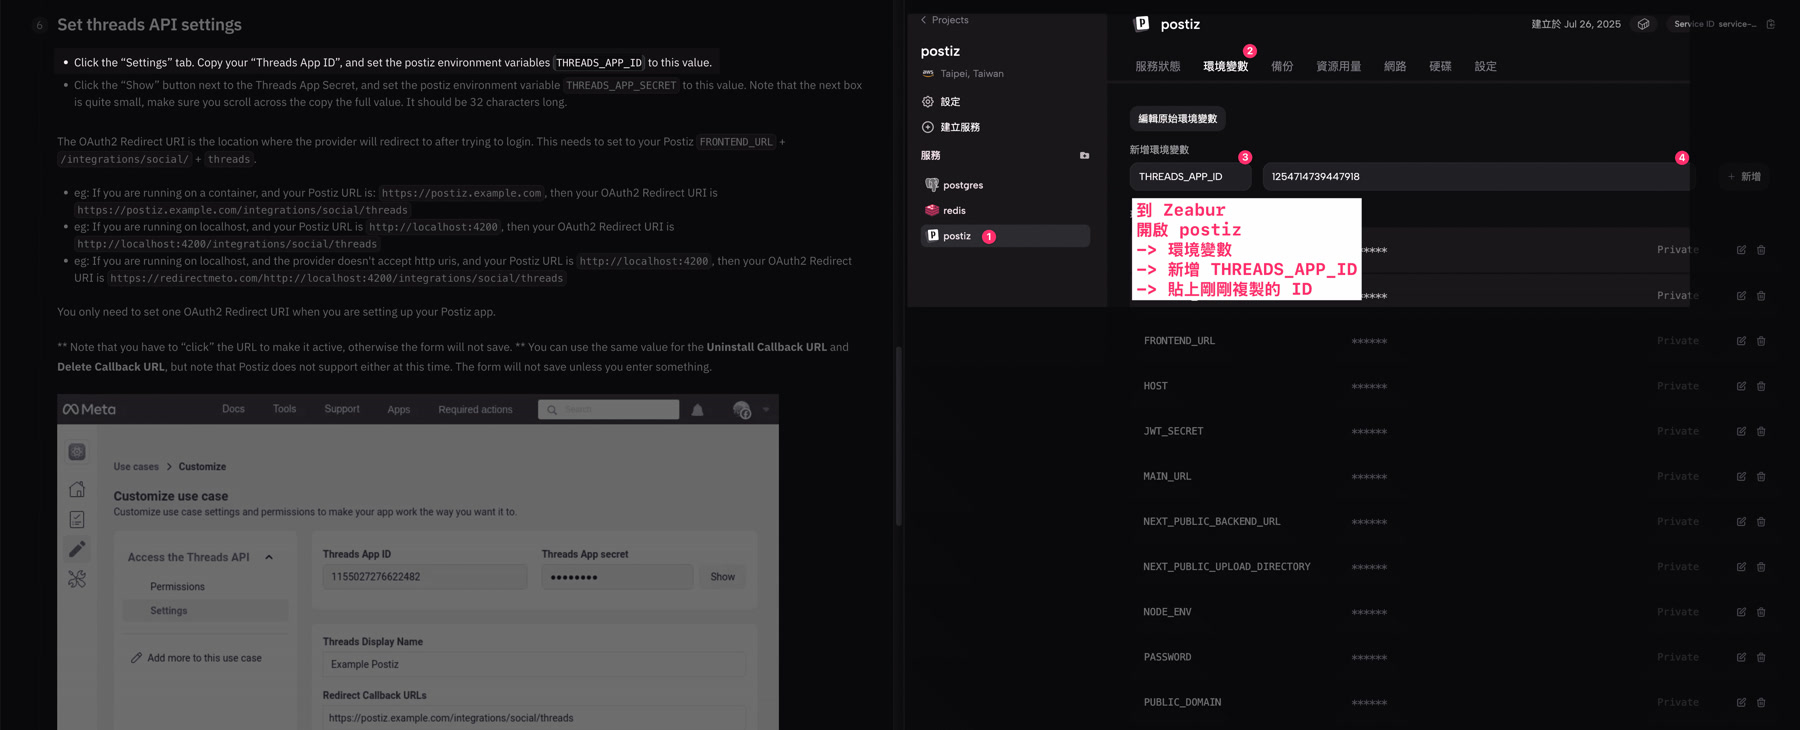 6 Set threads API settings
• Click the “Settings” tab. Copy your “Threads App ID”, and set the postiz environment variables THREADS_APP_ID to this value.
• Click the “Show” button next to the Threads App Secret, and set the postiz environment variable THREADS_APP_SECRET to this value. Note that the next box
is quite small, make sure you scroll across the copy the full value. It should be 32 characters long.
The OAuth2 Redirect URI is the location where the provider will redirect to after trying to login. This needs to set to your Postiz FRONTEND_URL +
/integrations/social/ + threads .
• eg: If you are running on a container, and your Postiz URL is: https://postiz.example.com , then your OAuth2 Redirect URI is
https://postiz.example.com/integrations/social/threads
• eg: If you are running on localhost, and your Postiz URL is http://localhost:4200 , then your OAuth2 Redirect URI is
http://localhost:4200/integrations/social/threads
• eg: If you are running on localhost, and the provider doesn't accept http uris, and your Postiz URL is http://localhost:4200 , then your OAuth2 Redirect
URI is https://redirectmeto.com/http://localhost:4200/integrations/social/threads
You only need to set one OAuth2 Redirect URI when you are setting up your Postiz app.
** Note that you have to “click” the URL to make it active, otherwise the form will not save. ** You can use the same value for the Uninstall Callback URL and
Delete Callback URL, but note that Postiz does not support either at this time. The form will not save unless you enter something.
Meta Docs Tools Support Apps Required actions Search
Use cases > Customize
Customize use case
Customize use case settings and permissions to make your app work the way you want it to.
Access the Threads API
Permissions
Settings
Add more to this use case
Threads App ID Threads App secret
1155027276622482 •••••••• Show
Threads Display Name
Example Postiz
Redirect Callback URLs
https://postiz.example.com/integrations/social/threads
< Projects
postiz
aws Taipei, Taiwan
設定
建立服務
服務
postgres
redis
postiz 1
postiz 建立於 Jul 26, 2025 Service ID service-...
2
服務狀態 環境變數 備份 資源用量 網路 硬碟 設定
編輯原始環境變數
新增環境變數
3 4
THREADS_APP_ID 1254714739447918 + 新增
到 Zeabur
開啟 postiz
—> 環境變數
—> 新增 THREADS_APP_ID
—> 貼上剛剛複製的 ID
***** Private
***** Private
FRONTEND_URL ****** Private
HOST ****** Private
JWT_SECRET ****** Private
MAIN_URL ****** Private
NEXT_PUBLIC_BACKEND_URL ****** Private
NEXT_PUBLIC_UPLOAD_DIRECTORY ****** Private
NODE_ENV ****** Private
PASSWORD ****** Private
PUBLIC_DOMAIN ****** Private